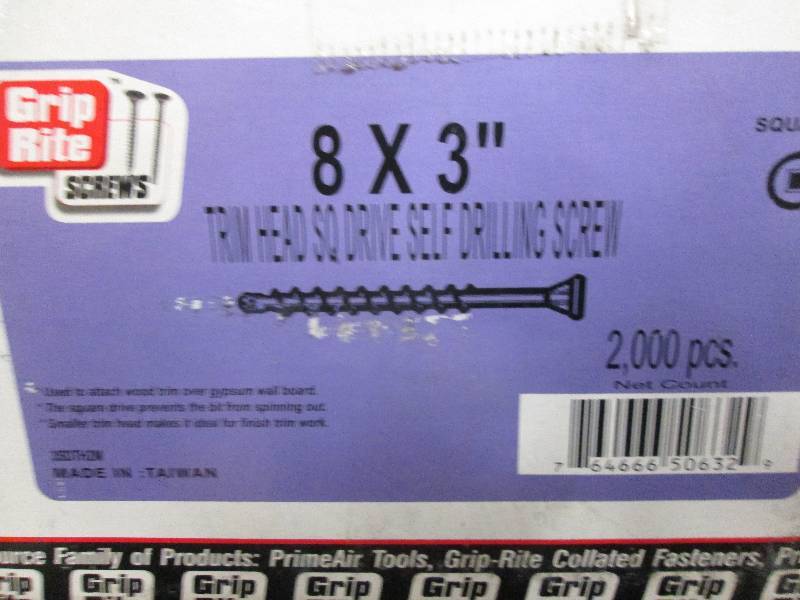 Grip
Rite
SCREWS
8 X 3"
TRIM HEAD SQ DRIVE SELF DRILLING SCREW
SQU
2,000 pcs.
Net Count
* Used to attach wood trim over gypsum wall board.
* The square drive prevents the bit from spinning out.
* Smaller trim head makes it ideal for finish trim work.
MADE IN :TAIWAN
7 64666 50632 9
urce Family of Products: PrimeAir Tools, Grip-Rite Collated Fasteners, Pr
rip Grip Grip Grip Grip Grip Grip G